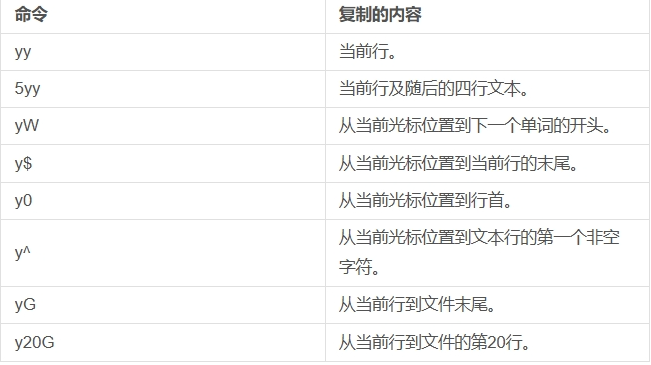 命令 复制的内容
yy 当前行。
5yy 当前行及随后的四行文本。
yW 从当前光标位置到下一个单词的开头。
y$ 从当前光标位置到当前行的末尾。
y0 从当前光标位置到行首。
y^ 从当前光标位置到文本行的第一个非空
字符。
yG 从当前行到文件末尾。
y20G 从当前行到文件的第20行。